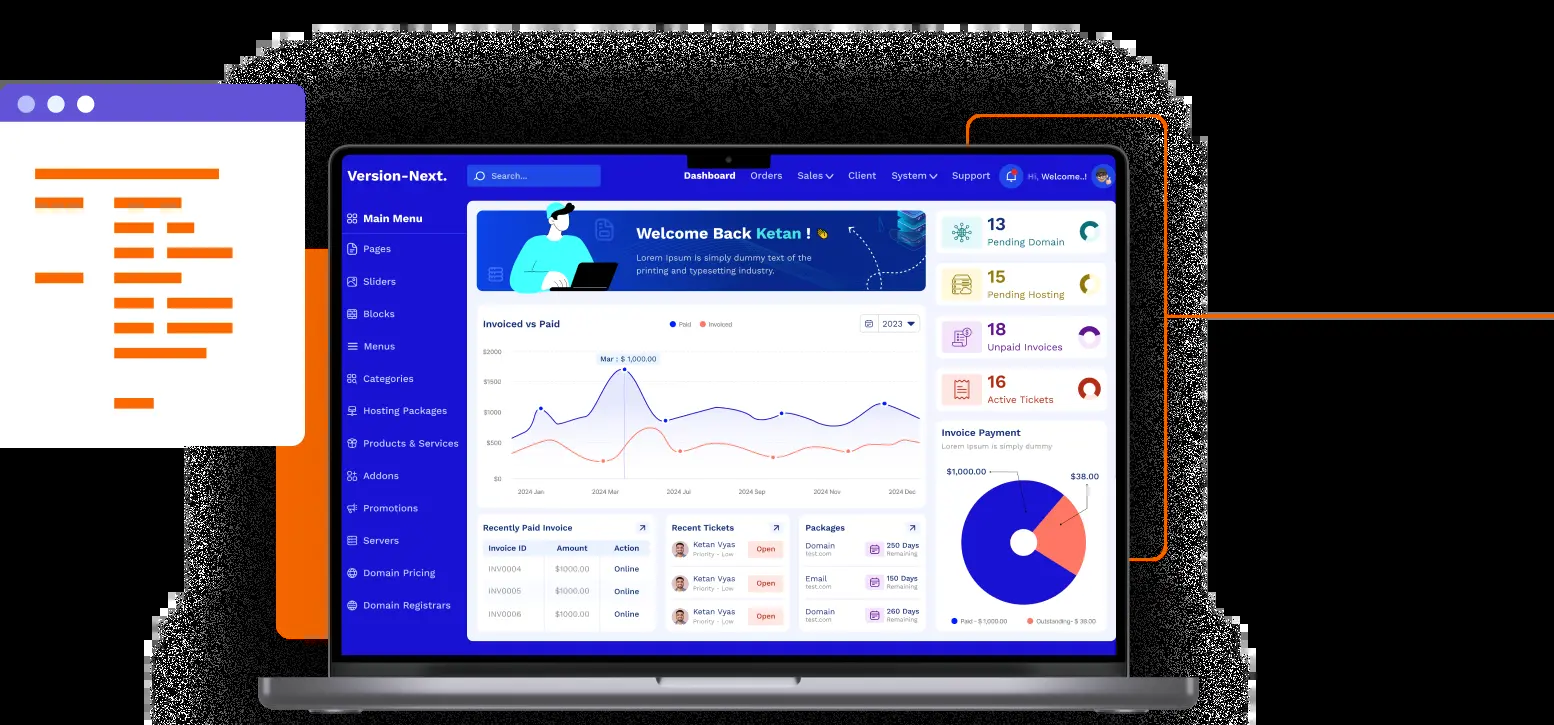 Version-Next.
Search...
Dashboard Orders Sales Client System Support Hi, Welcome..!
Main Menu
Pages
Sliders
Blocks
Menus
Categories
Hosting Packages
Products & Services
Addons
Promotions
Servers
Domain Pricing
Domain Registrars
Welcome Back Ketan ! 👋
Lorem Ipsum is simply dummy text of the
printing and typesetting industry.
13
Pending Domain
15
Pending Hosting
18
Unpaid Invoices
16
Active Tickets
Invoiced vs Paid
Paid Invoiced
2023
Mar : $ 1,000.00
$2000
$1500
$1000
$500
$0
2024 Jan 2024 Mar 2024 Jul 2024 Sep 2024 Nov 2024 Dec
Recently Paid Invoice
Invoice ID Amount Action
INV0004 $1000.00 Online
INV0005 $1000.00 Online
INV0006 $1000.00 Online
Recent Tickets
Ketan Vyas
Priority - Low
Open
Ketan Vyas
Priority - Low
Open
Ketan Vyas
Priority - Low
Open
Packages
Domain
test.com
250 Days
Remaining
Email
test.com
150 Days
Remaining
Domain
test.com
260 Days
Remaining
Invoice Payment
Lorem Ipsum is simply dummy
$1,000.00
$38.00
Paid - $ 1,000.00 Outstanding- $ 38.00